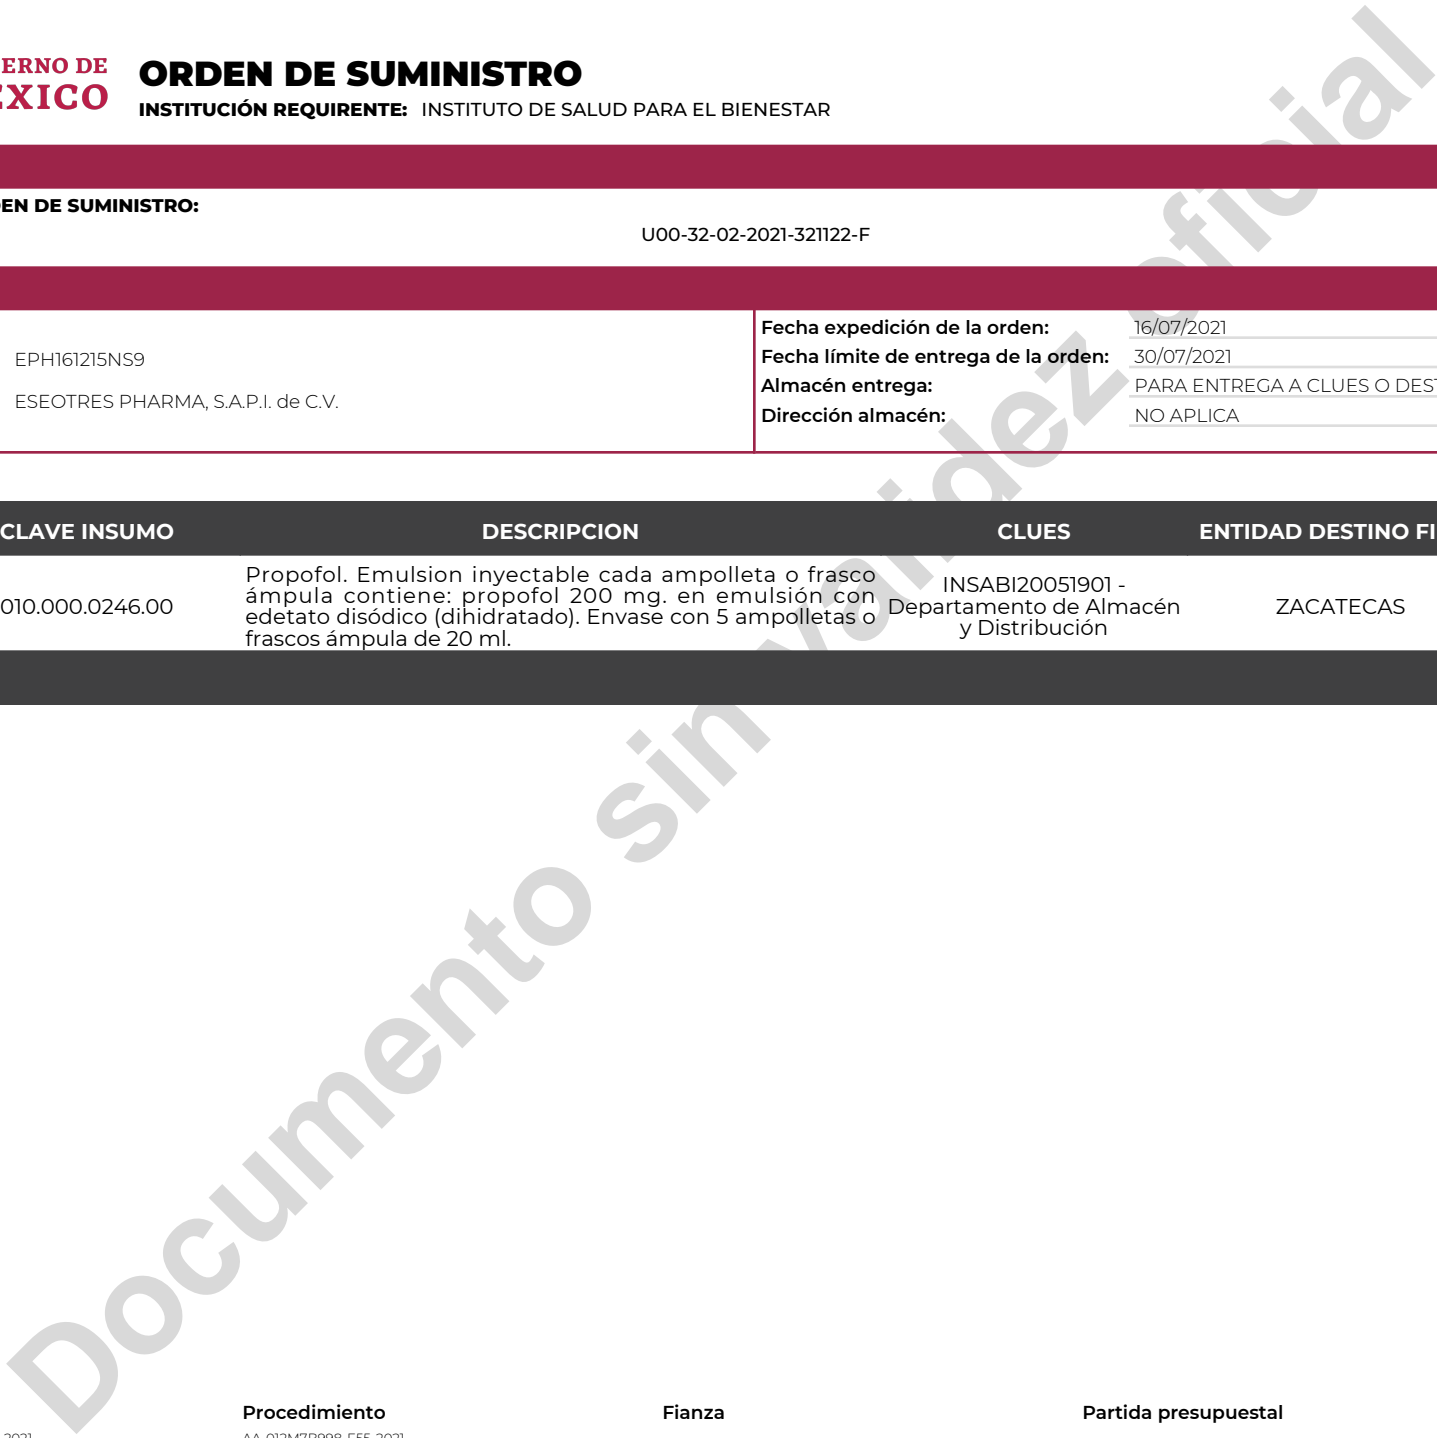 ERNO DE
EXICO
ORDEN DE SUMINISTRO
INSTITUCIÓN REQUIRENTE: INSTITUTO DE SALUD PARA EL BIENESTAR
EN DE SUMINISTRO:
U00-32-02-2021-321122-F
EPH161215NS9
ESEOTRES PHARMA, S.A.P.I. de C.V.
Fecha expedición de la orden: 16/07/2021
Fecha límite de entrega de la orden: 30/07/2021
Almacén entrega: PARA ENTREGA A CLUES O DEST
Dirección almacén: NO APLICA
CLAVE INSUMO DESCRIPCION CLUES ENTIDAD DESTINO FI
010.000.0246.00
Propofol. Emulsion inyectable cada ampolleta o frasco
ámpula contiene: propofol 200 mg. en emulsión con
edetato disódico (dihidratado). Envase con 5 ampolletas o
frascos ámpula de 20 ml.
INSABI20051901 -
Departamento de Almacén
y Distribución
ZACATECAS
Documento sin validez oficial
Procedimiento Fianza Partida presupuestal